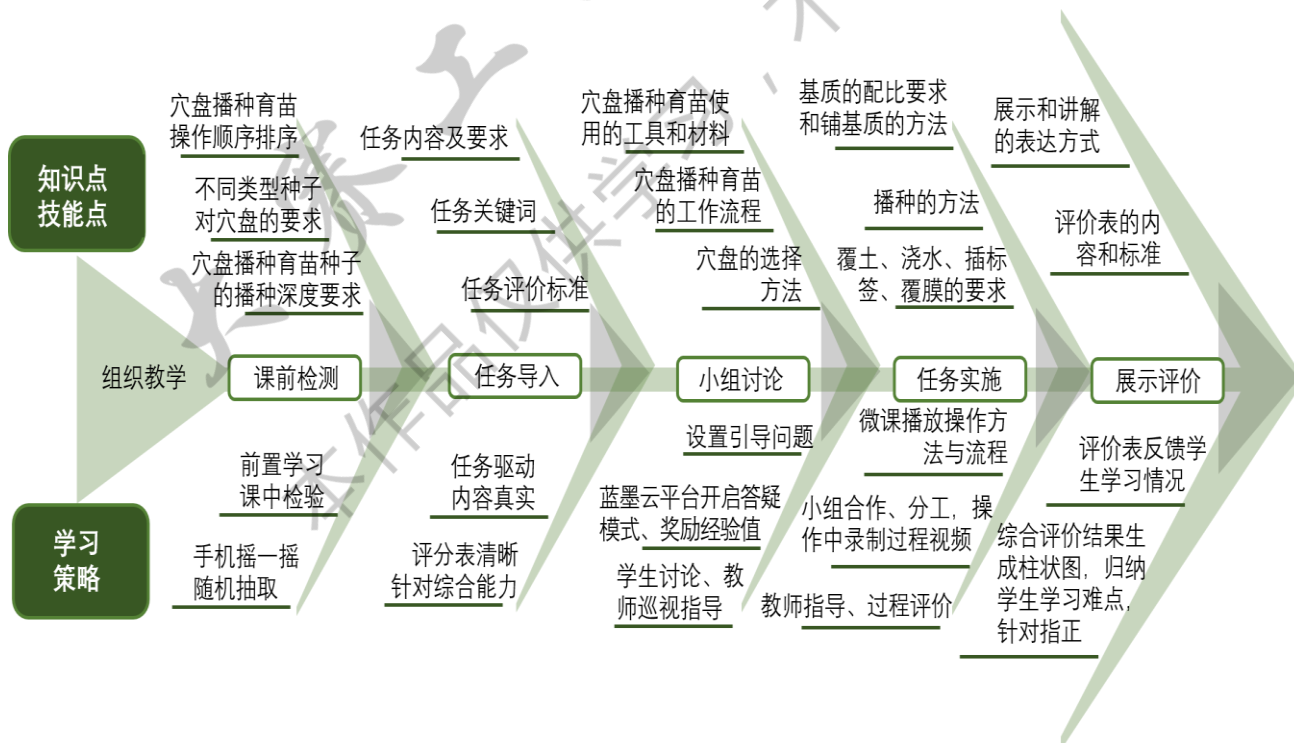 知识点
技能点
穴盘播种育苗
操作顺序排序
不同类型种子
对穴盘的要求
穴盘播种育苗种子
的播种深度要求
任务内容及要求
任务关键词
任务评价标准
穴盘播种育苗使
用的工具和材料
穴盘播种育苗
的工作流程
穴盘的选择
方法
基质的配比要求
和铺基质的方法
播种的方法
覆土、浇水、插标
签、覆膜的要求
展示和讲解
的表达方式
评价表的内
容和标准
组织教学
课前检测
任务导入
小组讨论
任务实施
展示评价
学习
策略
前置学习
课中检验
手机摇一摇
随机抽取
任务驱动
内容真实
评分表清晰
针对综合能力
设置引导问题
蓝墨云平台开启答疑
模式、奖励经验值
学生讨论、教
师巡视指导
微课播放操作方
法与流程
小组合作、分工，操
作中录制过程视频
教师指导、过程评价
评价表反馈学
生学习情况
综合评价结果生
成柱状图，归纳
学生学习难点，
针对指正
本作品仅供学习，不